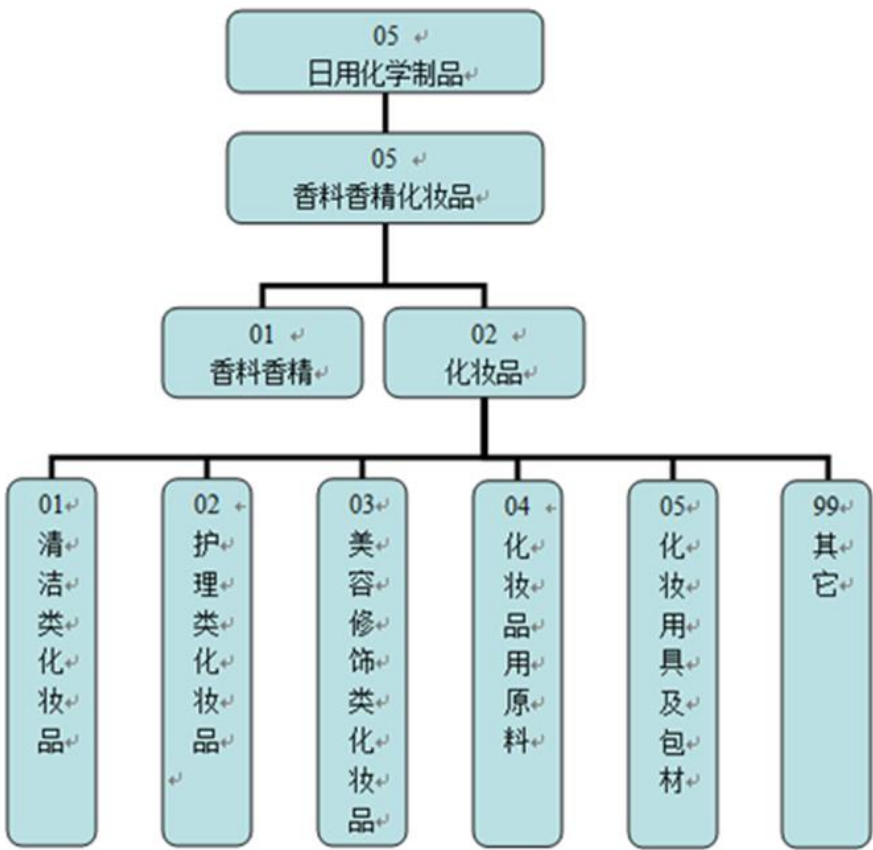 05
日用化学制品
05
香料香精化妆品
01
香料香精
02
化妆品
01
清洁类化妆品
02
护理类化妆品
03
美容修饰类化妆品
04
化妆品用原料
05
化妆用具及包材
99
其它